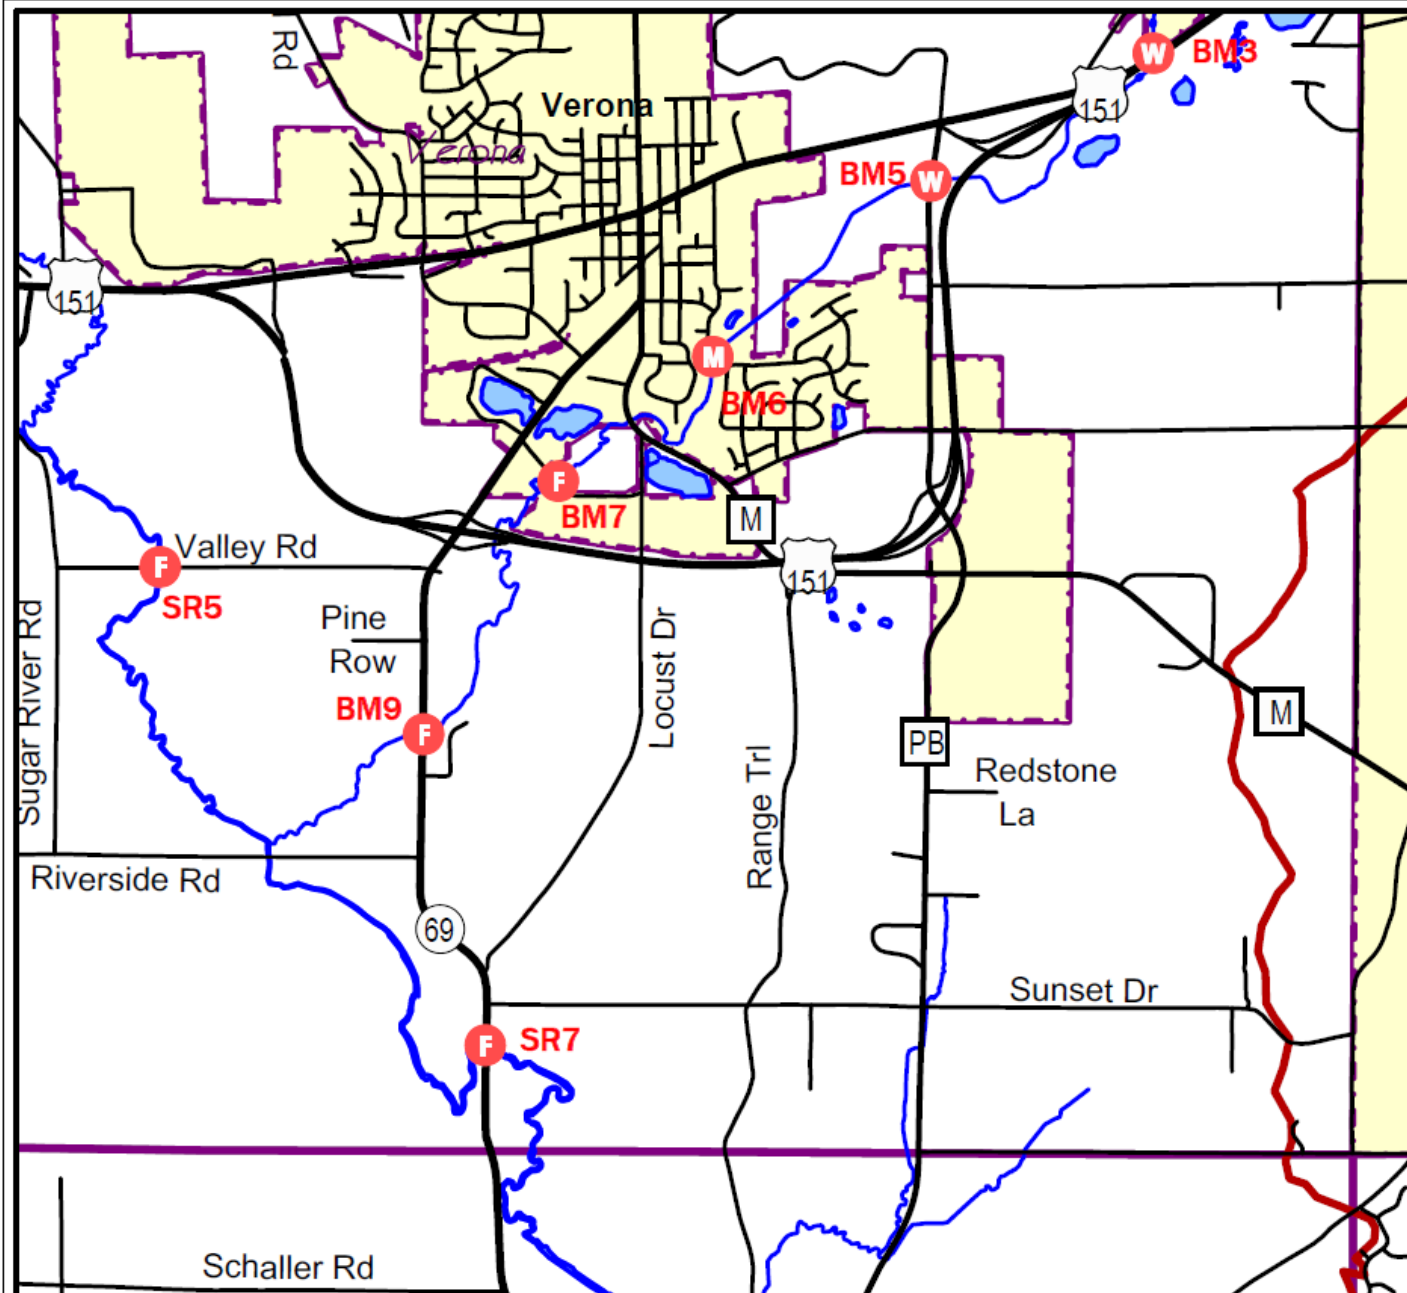 Rd
W BM3
151
Verona
Verona
BM5 W
151
M
BM6
F
BM7
M
Valley Rd
F
SR5
151
Pine
Row
Sugar River Rd
Locust Dr
BM9
F
M
PB
Range Trl
Redstone
La
Riverside Rd
69
Sunset Dr
F SR7
Schaller Rd